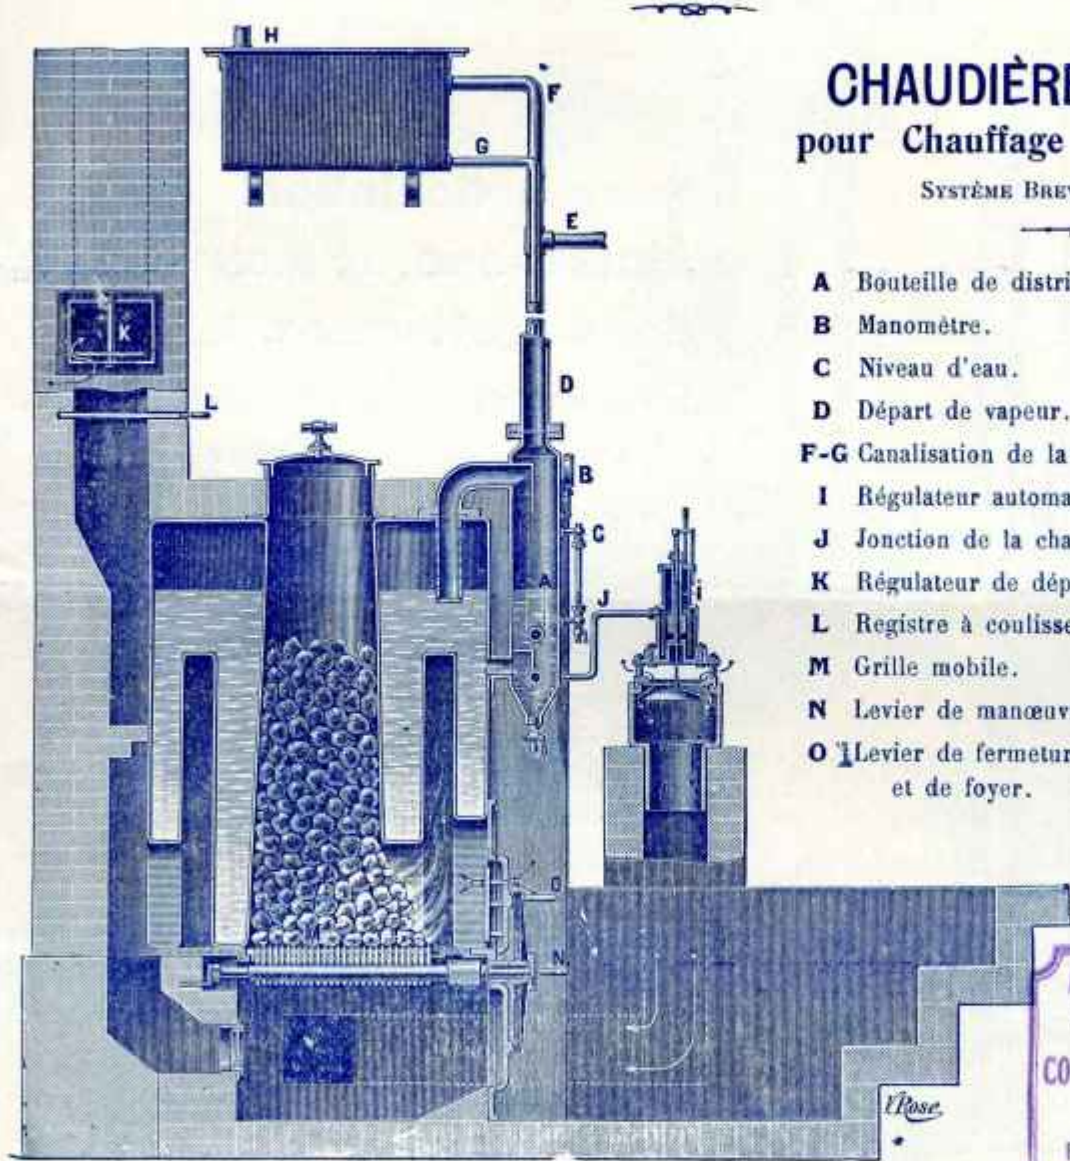 CHAUDIÈRE
pour Chauffage
SYSTÈME BREV
A Bouteille de distri
B Manomètre.
C Niveau d'eau.
D Départ de vapeur.
F-G Canalisation de la
I Régulateur automa
J Jonction de la cha
K Régulateur de dép
L Registre à coulisse
M Grille mobile.
N Levier de manœuv
O Levier de fermetur
et de foyer.
H
F
G
E
K
D
L
B
C
A
J
i
O
N
CO
V. Rose